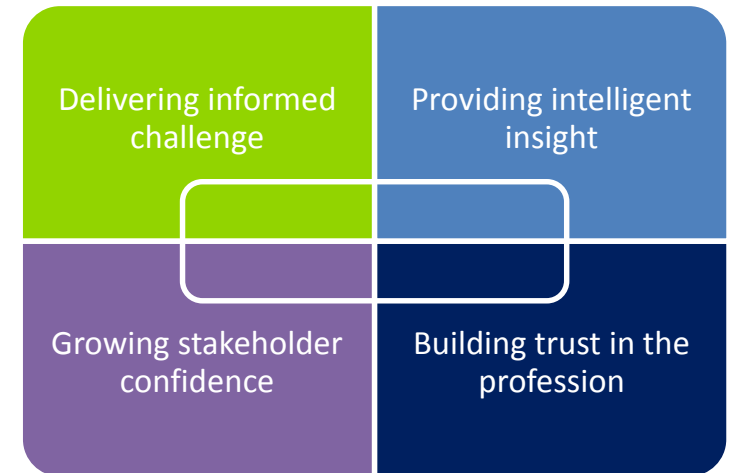 Delivering informed
challenge
Providing intelligent
insight
Growing stakeholder
confidence
Building trust in the
profession